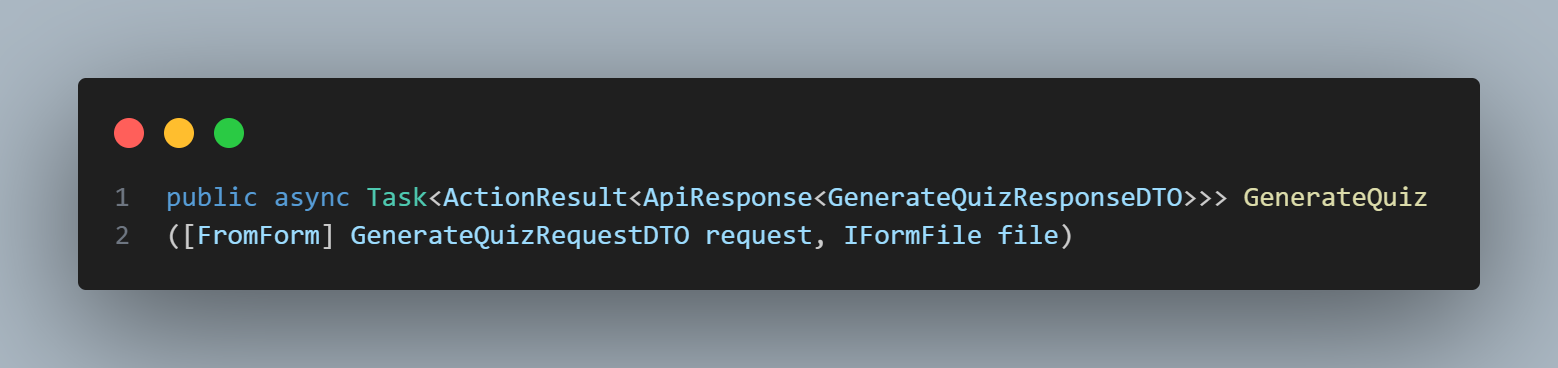 1 public async Task<ActionResult<ApiResponse<GenerateQuizResponseDTO>>> GenerateQuiz
2 ([FromForm] GenerateQuizRequestDTO request, IFormFile file)